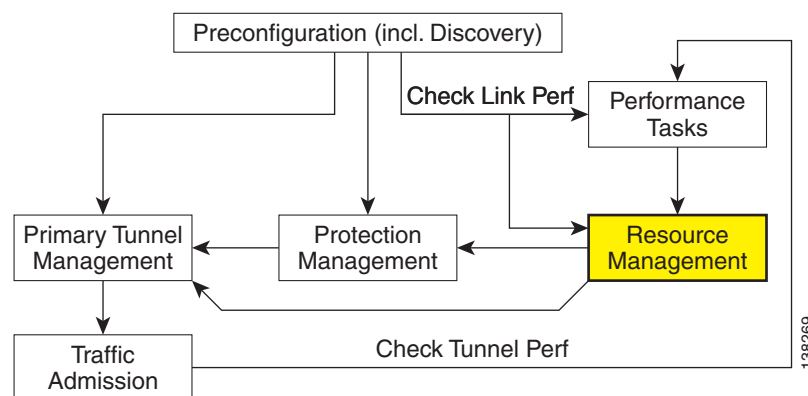 Preconfiguration (incl. Discovery)
Check Link Perf
Performance
Tasks
Primary Tunnel
Management
Protection
Management
Resource
Management
Traffic
Admission
Check Tunnel Perf
138269